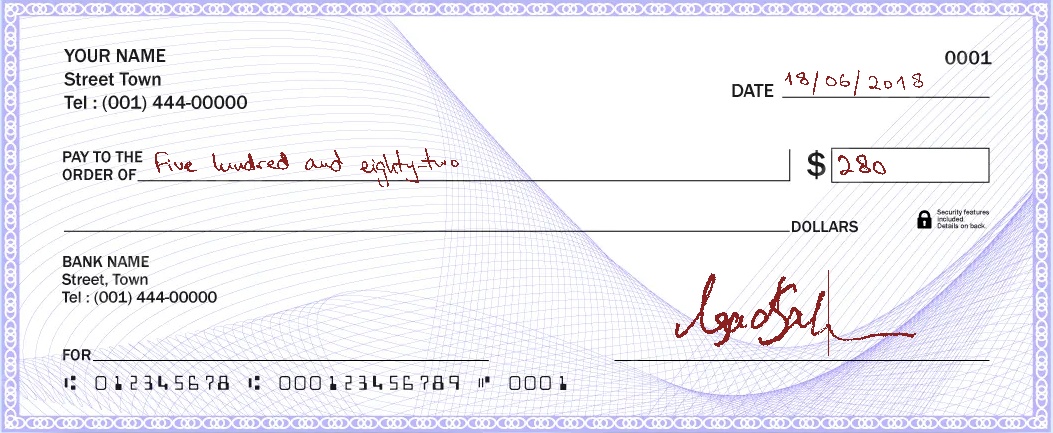 YOUR NAME
0001
Street Town
DATE 18/06/2018
Tel : (001) 444-00000
PAY TO THE ORDER OF Five hundred and eighty-two $ 280
DOLLARS
Security features
included.
Details on back.
BANK NAME
Street, Town
Tel : (001) 444-00000
FOR
⑆ 012345678 ⑆ 000123456789 ⑈ 0001